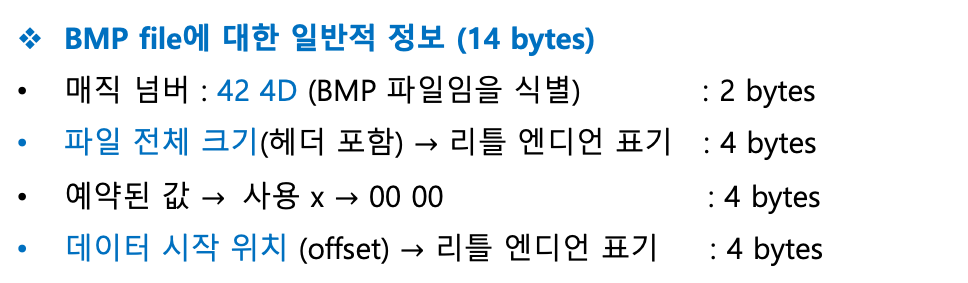 ❖ BMP file에 대한 일반적 정보 (14 bytes)
• 매직 넘버 : 42 4D (BMP 파일임을 식별) : 2 bytes
• 파일 전체 크기(헤더 포함) → 리틀 엔디언 표기 : 4 bytes
• 예약된 값 → 사용 x → 00 00 : 4 bytes
• 데이터 시작 위치 (offset) → 리틀 엔디언 표기 : 4 bytes